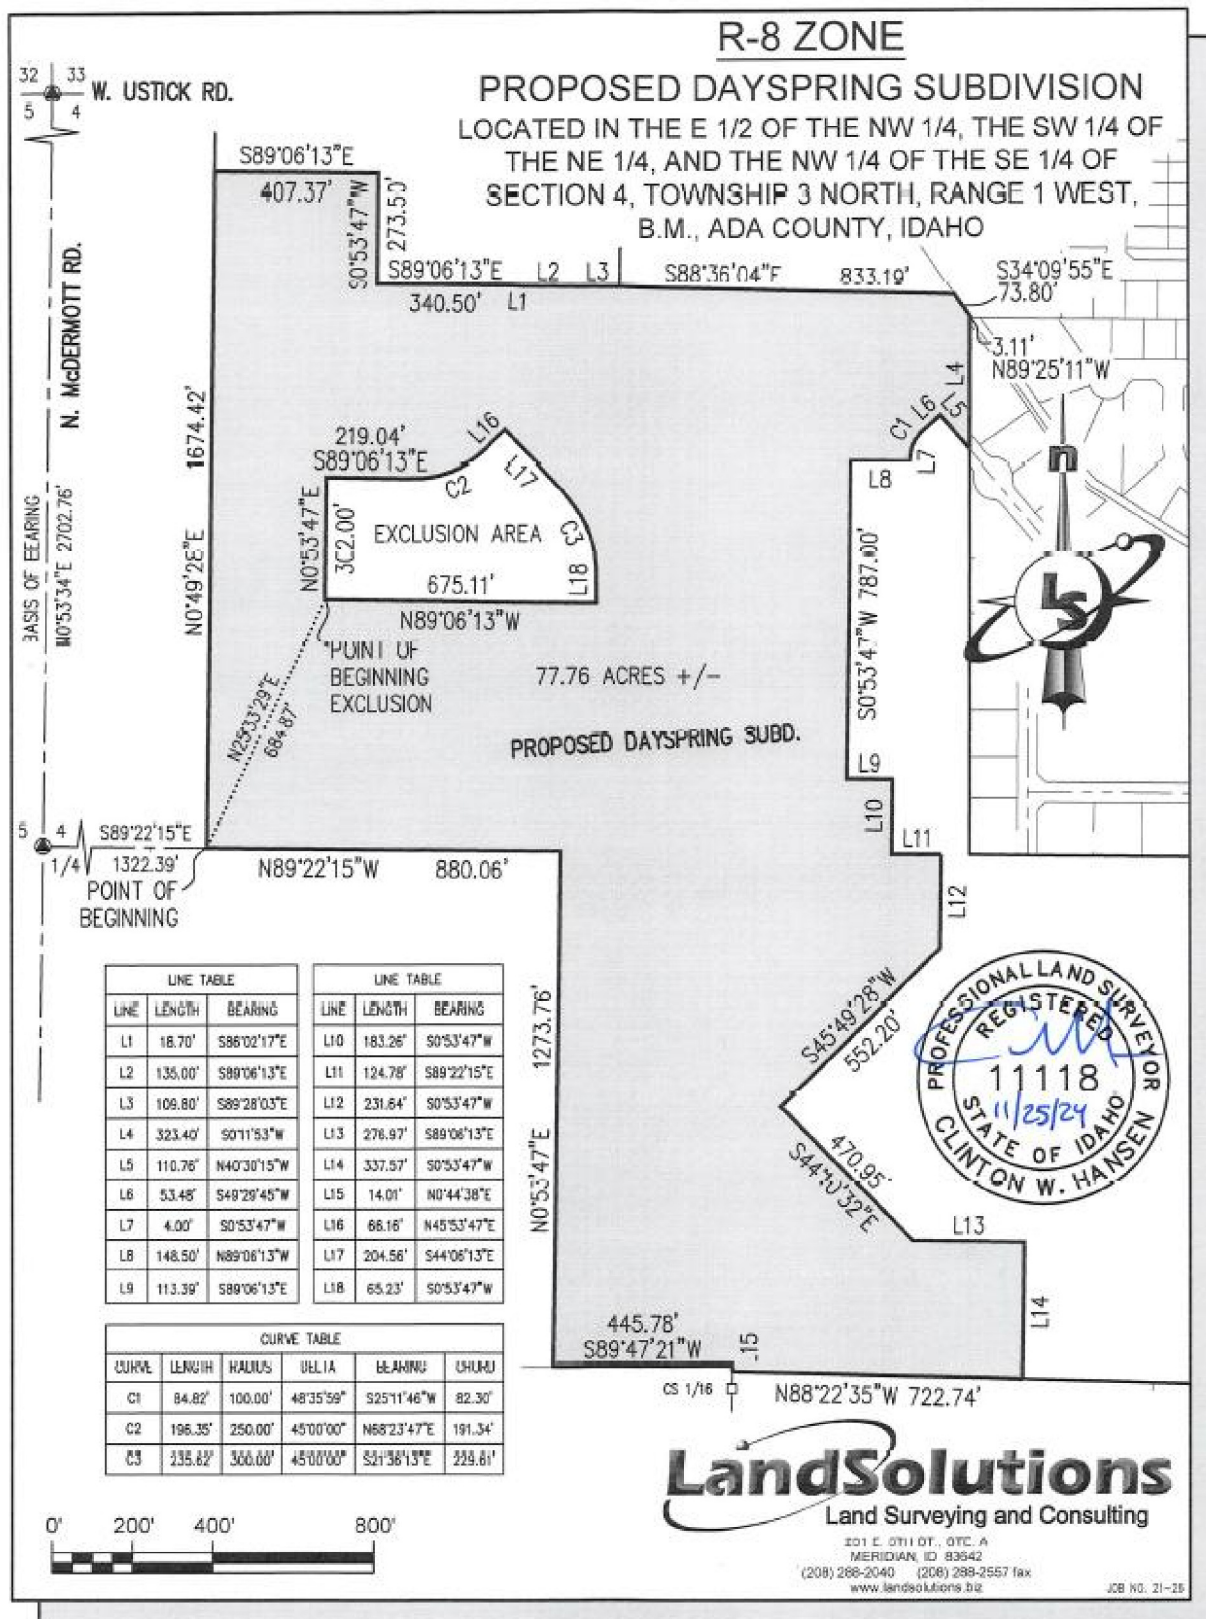 R-8 ZONE
PROPOSED DAYSPRING SUBDIVISION
LOCATED IN THE E 1/2 OF THE NW 1/4, THE SW 1/4 OF
THE NE 1/4, AND THE NW 1/4 OF THE SE 1/4 OF
SECTION 4, TOWNSHIP 3 NORTH, RANGE 1 WEST,
B.M., ADA COUNTY, IDAHO
32 33
5 4
W. USTICK RD.
N. McDERMOTT RD.
BASIS OF BEARING
N0°53'34"E 2702.76'
S89°06'13"E
407.37'
S0°53'47"W
273.50'
S89°06'13"E L2 L3
340.50' L1
S88°36'04"E 833.19'
S34°09'55"E
73.80'
3.11'
N89°25'11"W
L4
L5
L6
C1
L7
L8
1674.42'
N0°49'28"E
219.04'
S89°06'13"E
L16
C2
L17
C3
L18
N0°53'47"E
302.00'
EXCLUSION AREA
675.11'
N89°06'13"W
POINT OF
BEGINNING
EXCLUSION
684.87'
77.76 ACRES +/-
PROPOSED DAYSPRING SUBD.
S0°53'47"W 787.00'
n
LS
L9
L10
L11
L12
5 4
1/4
S89°22'15"E
1322.39'
POINT OF
BEGINNING
N89°22'15"W 880.06'
S45°49'28"W
552.20'
470.95'
L13
L14
1273.76'
N0°53'47"E
445.78'
S89°47'21"W
L15
CS 1/16
N88°22'35"W 722.74'
PROFESSIONAL LAND SURVEYOR
REGISTERED
11118
11/25/24
STATE OF IDAHO
CLINTON W. HANSEN
LINE TABLE
LINE LENGTH BEARING
L1 18.70' S86°02'17"E
L2 135.00' S89°06'13"E
L3 109.80' S89°28'03"E
L4 323.40' S0°11'53"W
L5 110.76' N40°30'15"W
L6 53.48' S49°29'45"W
L7 4.00' S0°53'47"W
L8 148.50' N89°06'13"W
L9 113.39' S89°06'13"E
LINE TABLE
LINE LENGTH BEARING
L10 183.26' S0°53'47"W
L11 124.78' S89°22'15"E
L12 231.64' S0°53'47"W
L13 276.97' S89°06'13"E
L14 337.57' S0°53'47"W
L15 14.01' N0°44'38"E
L16 66.16' N45°53'47"E
L17 204.56' S44°06'13"E
L18 65.23' S0°53'47"W
CURVE TABLE
CURVE LENGTH RADIUS DELTA BEARING CHORD
C1 84.82' 100.00' 48°35'59" S25°11'46"W 82.30'
C2 196.35' 250.00' 45°00'00" N68°23'47"E 191.34'
C3 235.62' 300.00' 45°00'00" S21°36'13"E 229.61'
0' 200' 400' 800'
LandSolutions
Land Surveying and Consulting
MERIDIAN, ID 83642
(208) 288-2040 (208) 288-2557 fax
www.landsolutions.biz
JOB NO.